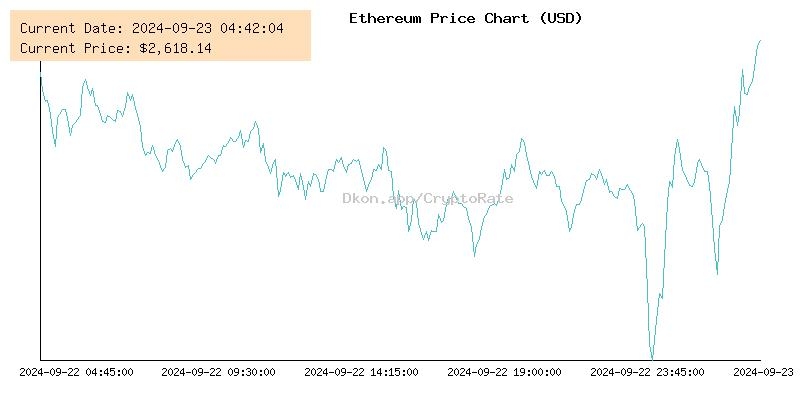 Ethereum Price Chart (USD)
Current Date: 2024-09-23 04:42:04
Current Price: $2,618.14
Dkon.app/CryptoRate
2024-09-22 04:45:00 2024-09-22 09:30:00 2024-09-22 14:15:00 2024-09-22 19:00:00 2024-09-22 23:45:00 2024-09-23